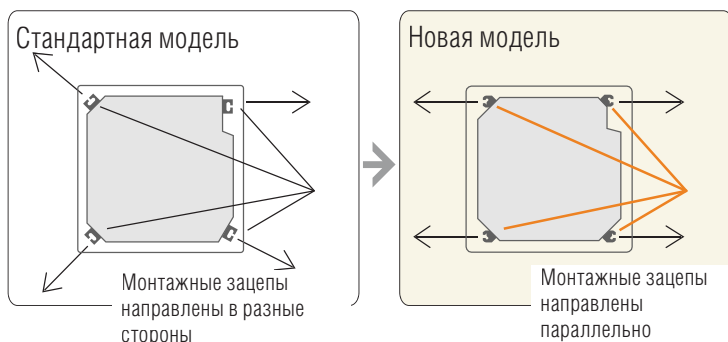 Стандартная модель
Монтажные зацепы
направлены в разные
стороны
Новая модель
Монтажные зацепы
направлены
параллельно